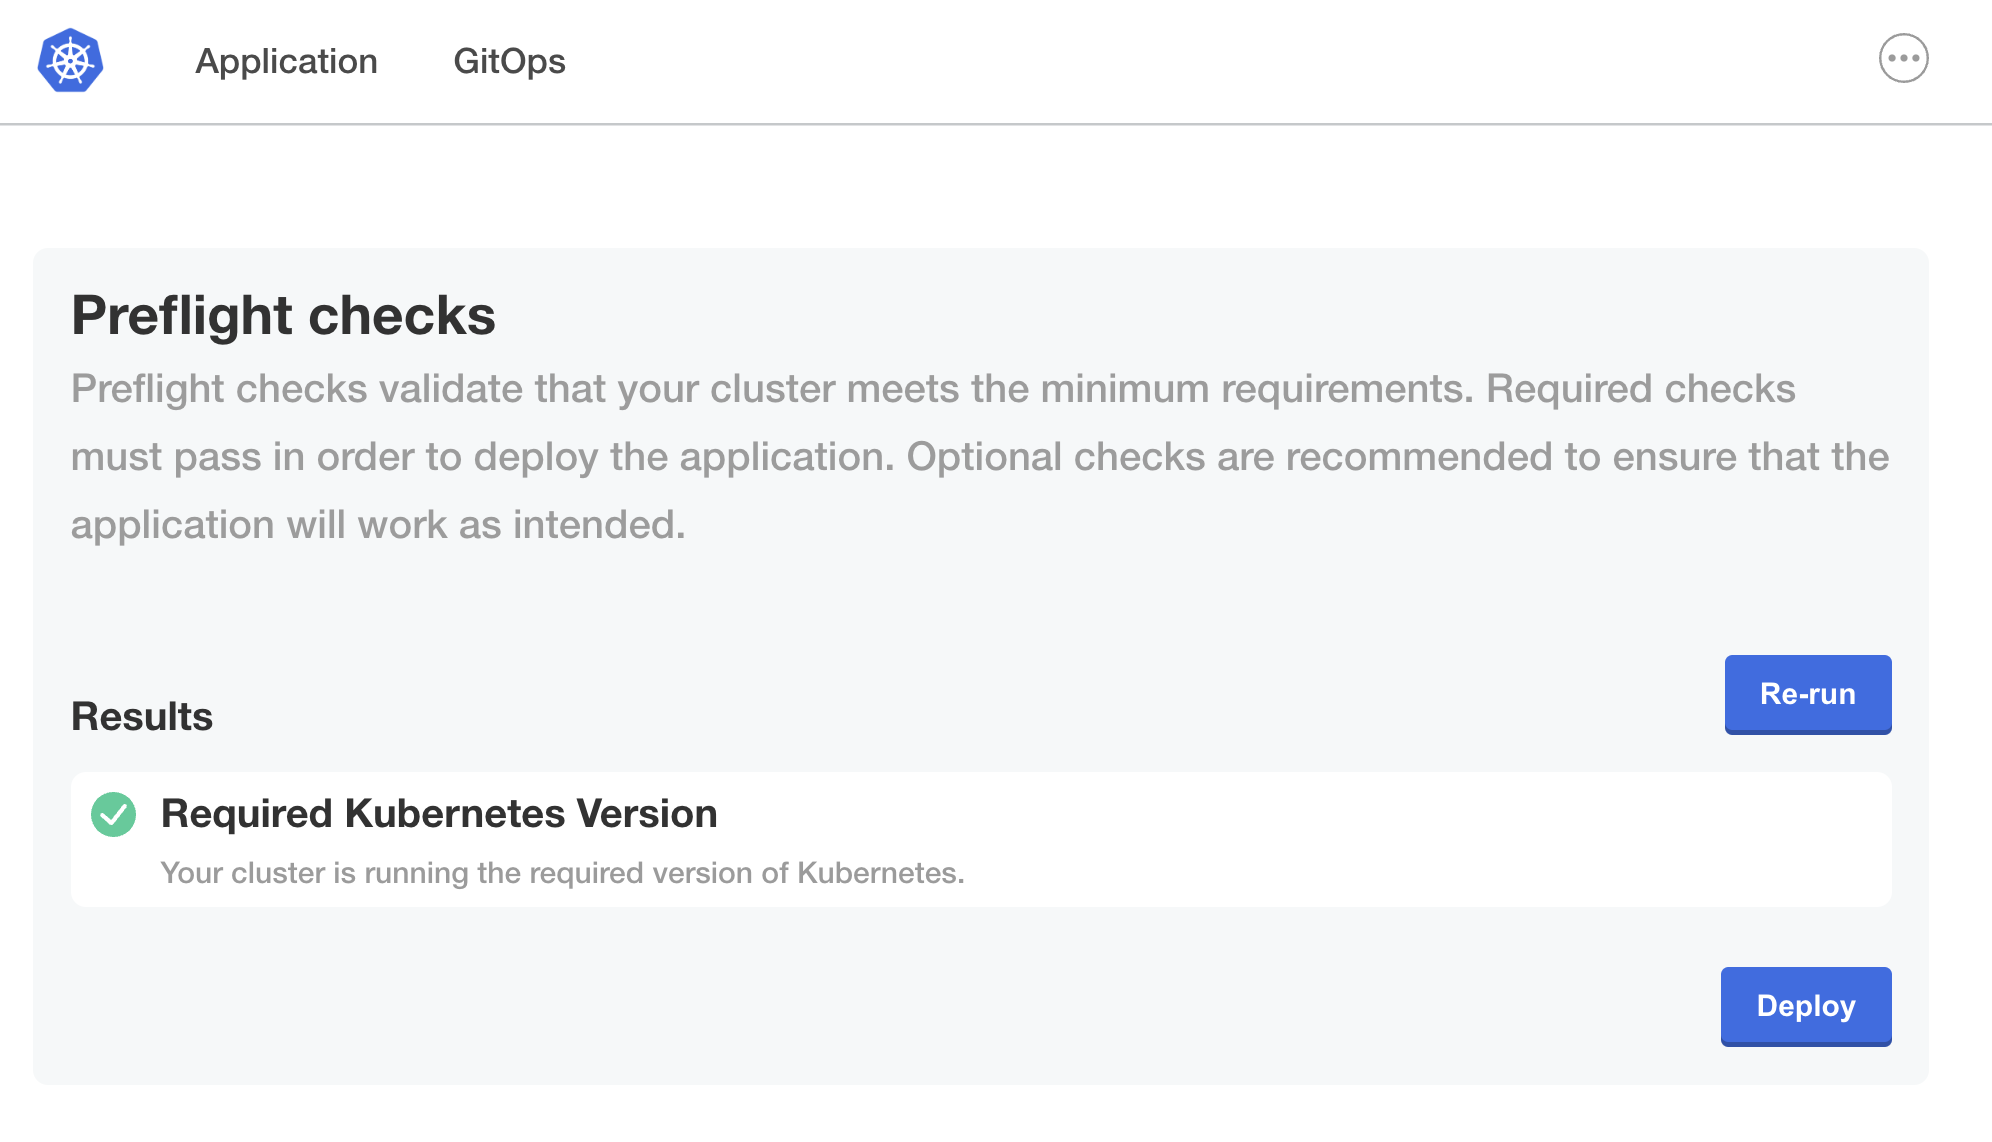 Application GitOps
Preflight checks
Preflight checks validate that your cluster meets the minimum requirements. Required checks
must pass in order to deploy the application. Optional checks are recommended to ensure that the
application will work as intended.
Re-run
Results
Required Kubernetes Version
Your cluster is running the required version of Kubernetes.
Deploy